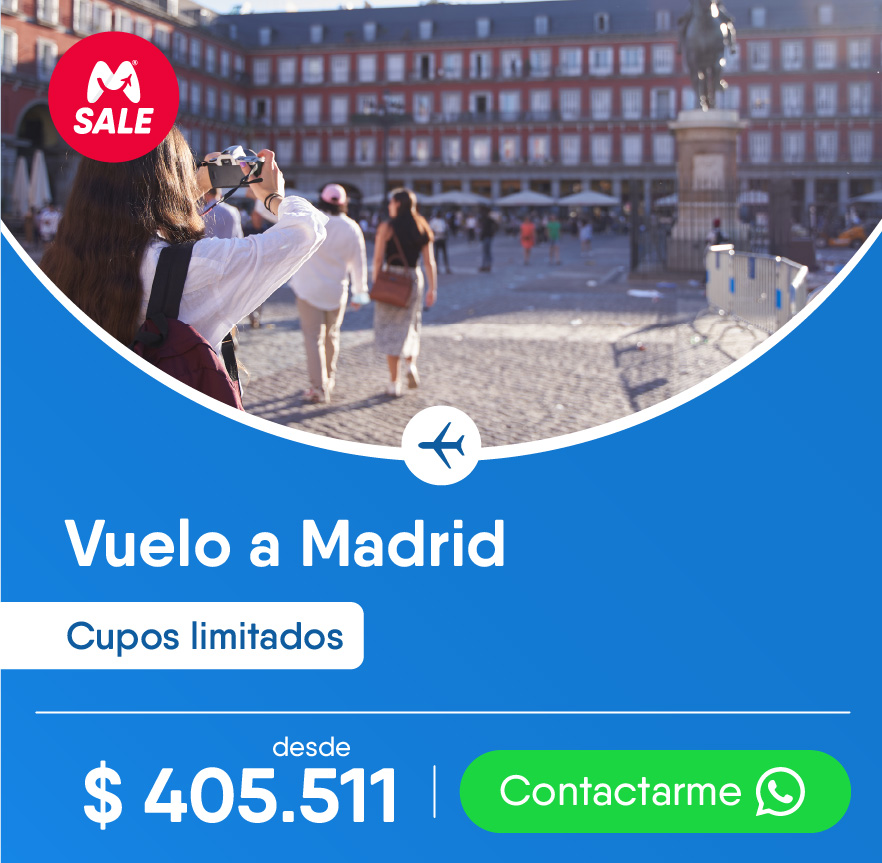 M
SALE
Vuelo a Madrid
Cupos limitados
desde
$ 405.511
Contactarme